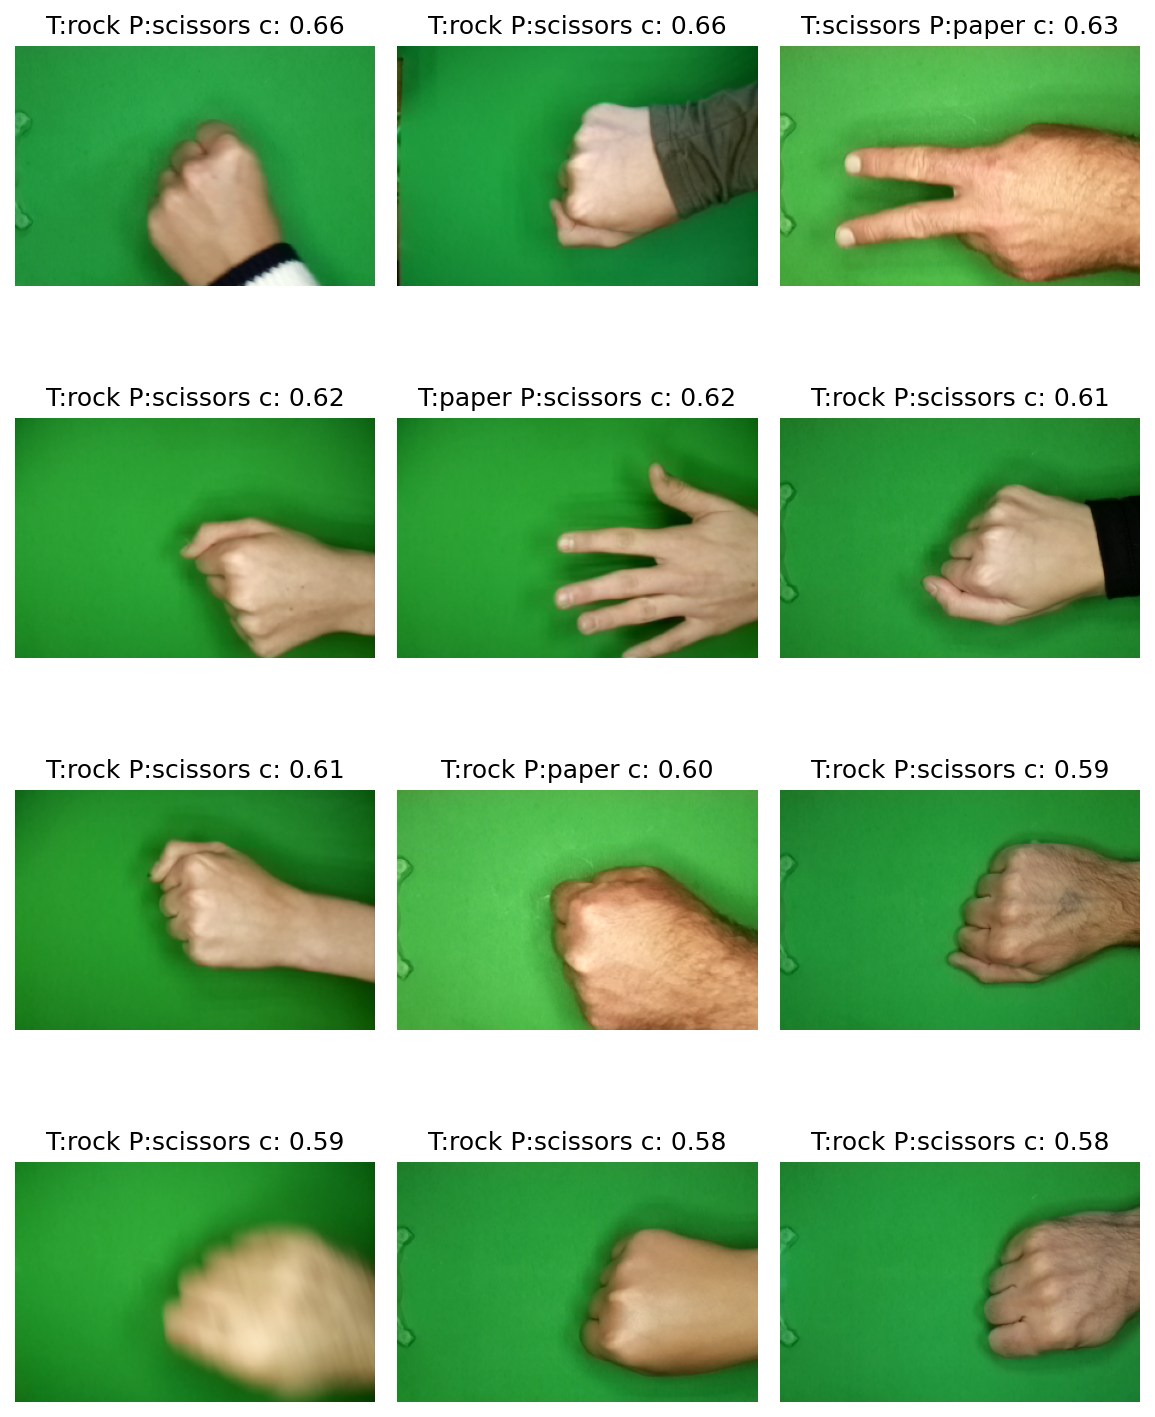 T:rock P:scissors c: 0.66
T:rock P:scissors c: 0.66
T:scissors P:paper c: 0.63
T:rock P:scissors c: 0.62
T:paper P:scissors c: 0.62
T:rock P:scissors c: 0.61
T:rock P:scissors c: 0.61
T:rock P:paper c: 0.60
T:rock P:scissors c: 0.59
T:rock P:scissors c: 0.59
T:rock P:scissors c: 0.58
T:rock P:scissors c: 0.58